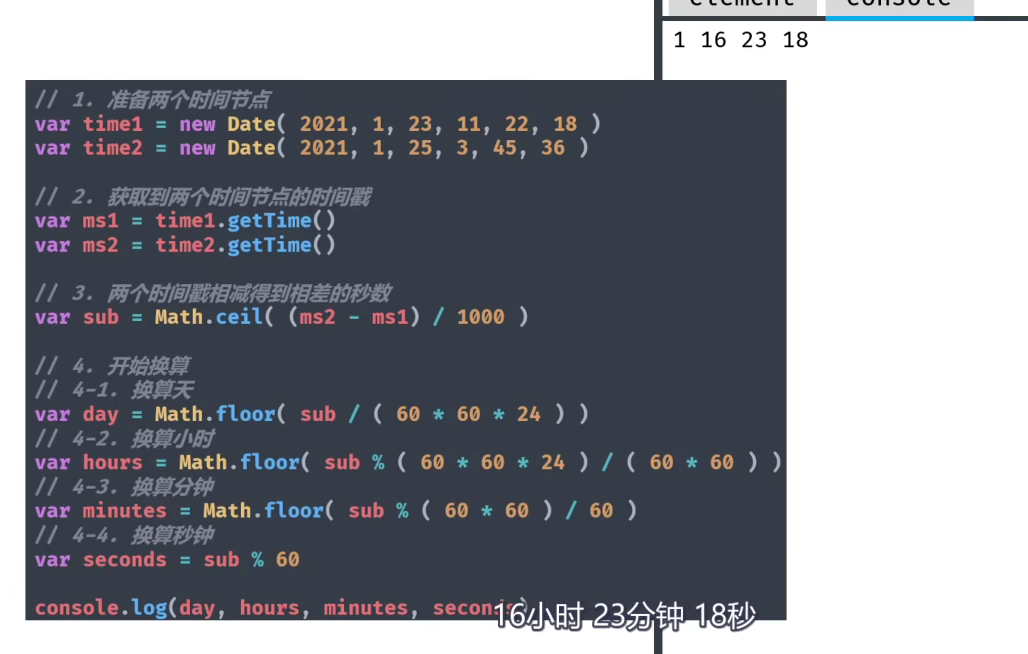 element console
1 16 23 18
// 1. 准备两个时间节点
var time1 = new Date( 2021, 1, 23, 11, 22, 18 )
var time2 = new Date( 2021, 1, 25, 3, 45, 36 )
// 2. 获取到两个时间节点的时间戳
var ms1 = time1.getTime()
var ms2 = time2.getTime()
// 3. 两个时间戳相减得到相差的秒数
var sub = Math.ceil( (ms2 - ms1) / 1000 )
// 4. 开始换算
// 4-1. 换算天
var day = Math.floor( sub / ( 60 * 60 * 24 ) )
// 4-2. 换算小时
var hours = Math.floor( sub % ( 60 * 60 * 24 ) / ( 60 * 60 ) )
// 4-3. 换算分钟
var minutes = Math.floor( sub % ( 60 * 60 ) / 60 )
// 4-4. 换算秒钟
var seconds = sub % 60
console.log(day, hours, minutes, seconds)
16小时 23分钟 18秒